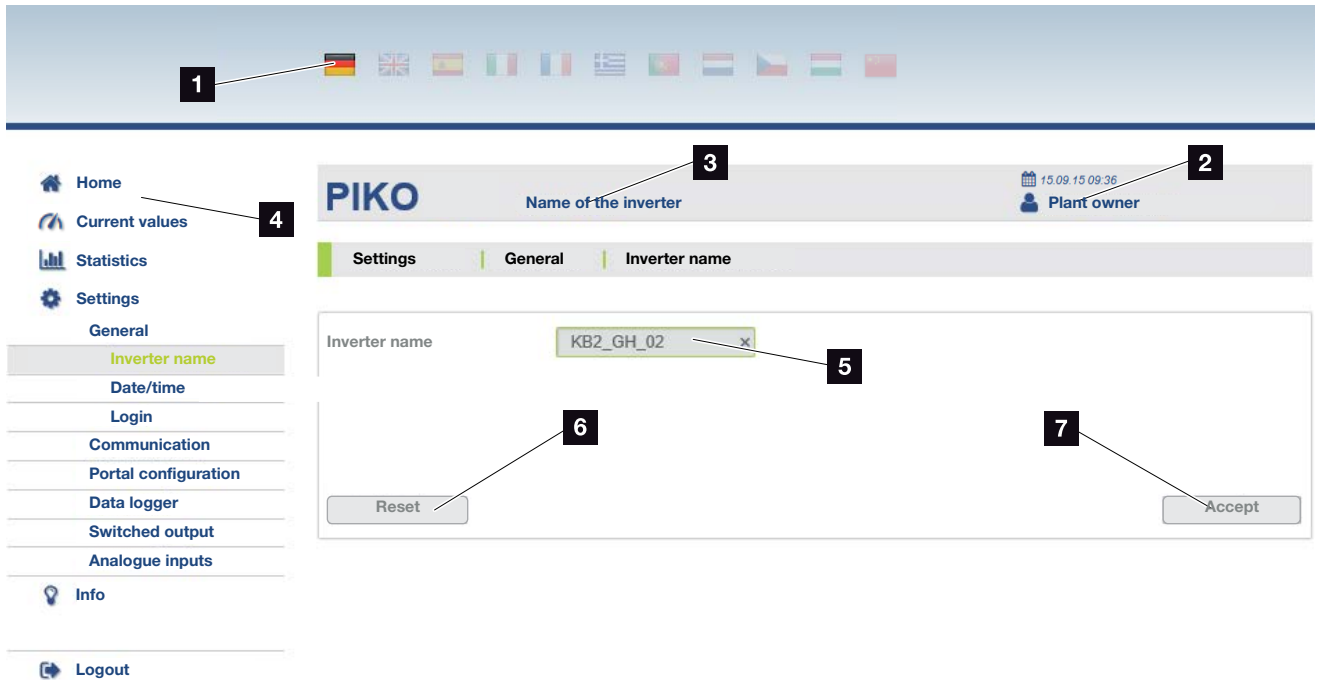 1
3
2
Home
Current values
4
Statistics
Settings
General
Inverter name
Date/time
Login
Communication
Portal configuration
Data logger
Switched output
Analogue inputs
Info
Logout
PIKO
Name of the inverter
15.09.15 09:36
Plant owner
Settings General Inverter name
Inverter name KB2_GH_02 ×
5
6
7
Reset Accept